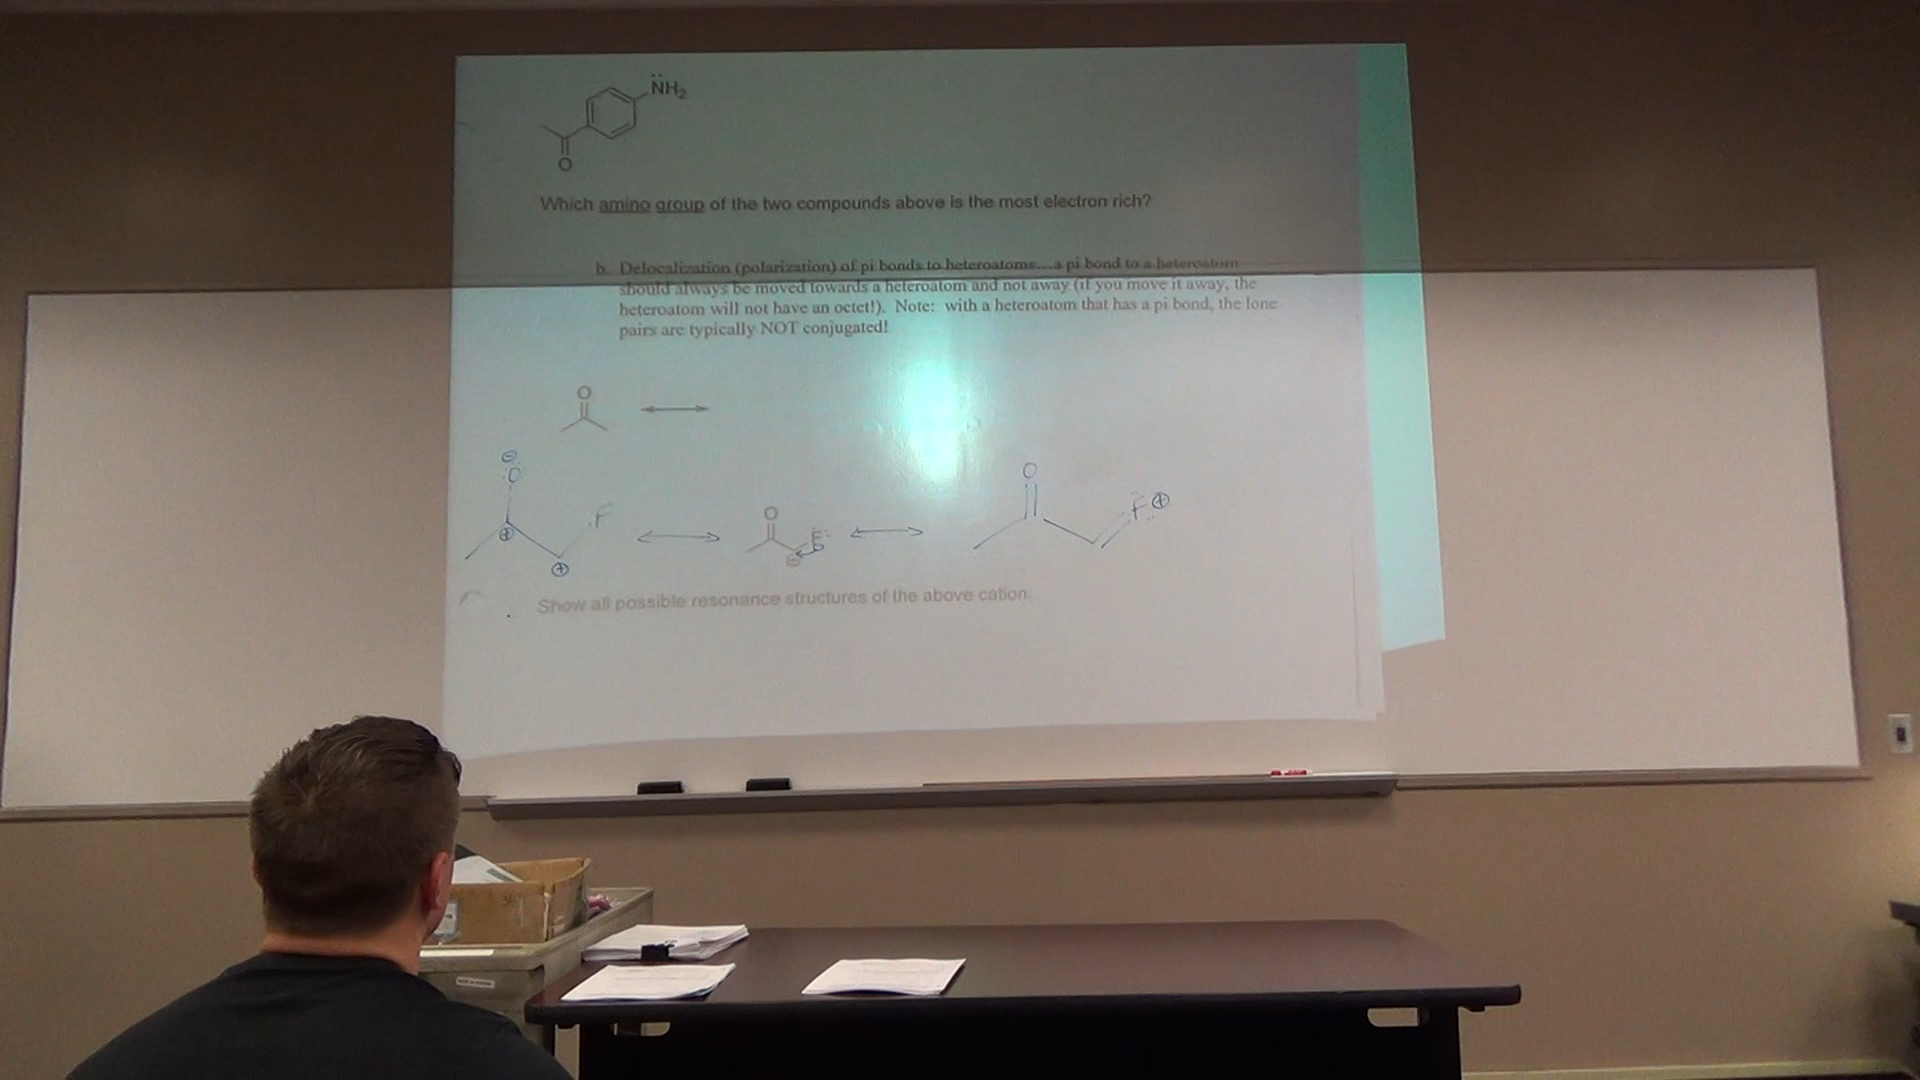 N̈H₂
O
Which amino group of the two compounds above is the most electron rich?
b. Delocalization (polarization) of pi bonds to heteroatoms...a pi bond to a heteroatom
should always be moved towards a heteroatom and not away (if you move it away, the
heteroatom will not have an octet!). Note: with a heteroatom that has a pi bond, the lone
pairs are typically NOT conjugated!
O
⊖
O
F
⊕
⊕
O
F
O
F ⊕
Show all possible resonance structures of the above cation.